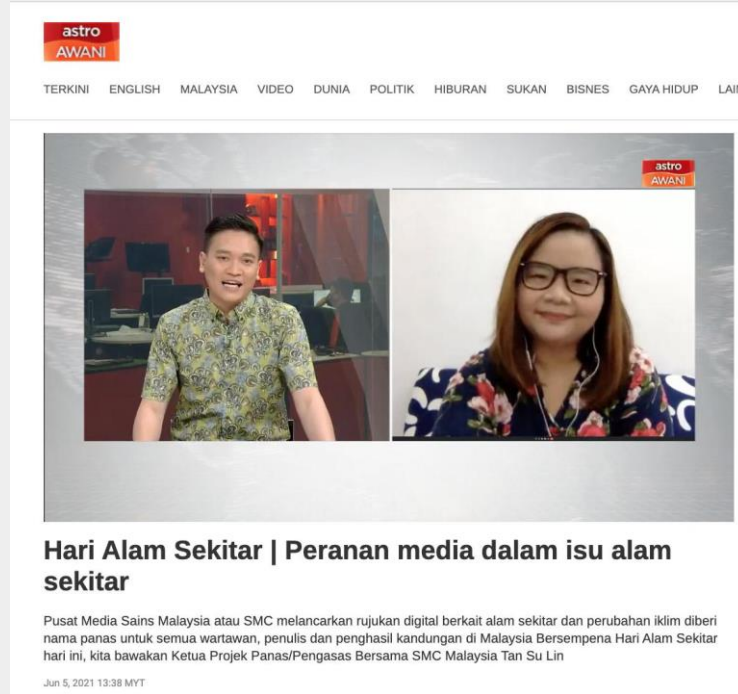 astro
AWANI
TERKINI ENGLISH MALAYSIA VIDEO DUNIA POLITIK HIBURAN SUKAN BISNES GAYA HIDUP
astro
AWANI
Hari Alam Sekitar | Peranan media dalam isu alam
sekitar
Pusat Media Sains Malaysia atau SMC melancarkan rujukan digital berkait alam sekitar dan perubahan iklim diberi
nama panas untuk semua wartawan, penulis dan penghasil kandungan di Malaysia Bersempena Hari Alam Sekitar
hari ini, kita bawakan Ketua Projek Panas/Pengasas Bersama SMC Malaysia Tan Su Lin
Jun 5, 2021 13:38 MYT